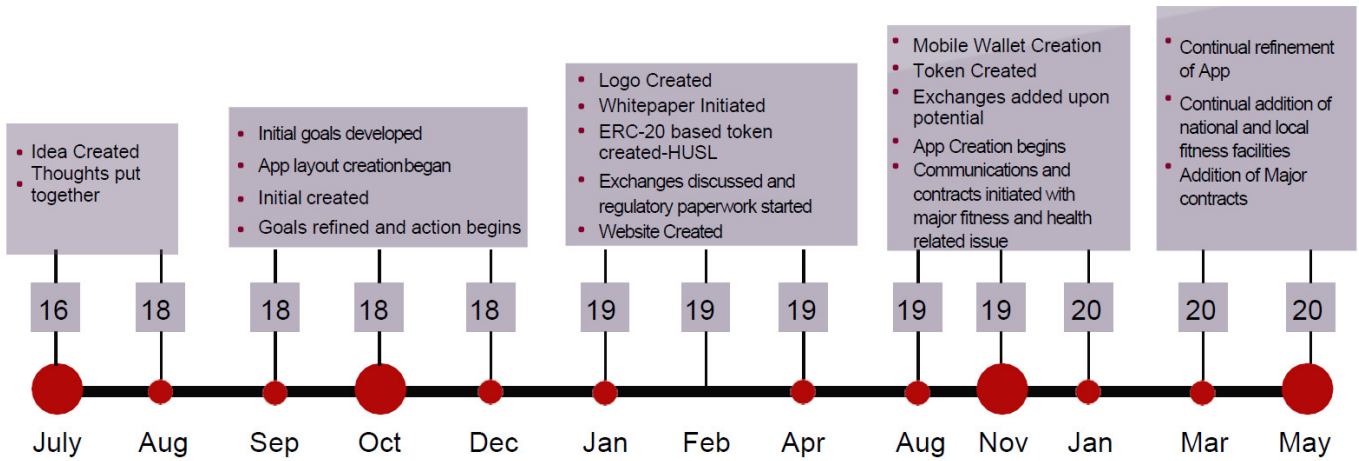 Idea Created
Thoughts put
together
Initial goals developed
App layout creation began
Initial created
Goals refined and action begins
Logo Created
Whitepaper Initiated
ERC-20 based token
created-HUSL
Exchanges discussed and
regulatory paperwork started
Website Created
Mobile Wallet Creation
Token Created
Exchanges added upon
potential
App Creation begins
Communications and
contracts initiated with
major fitness and health
related issue
Continual refinement
of App
Continual addition of
national and local
fitness facilities
Addition of Major
contracts
16 18 18 18 18 19 19 19 19 19 20 20 20
July Aug Sep Oct Dec Jan Feb Apr Aug Nov Jan Mar May